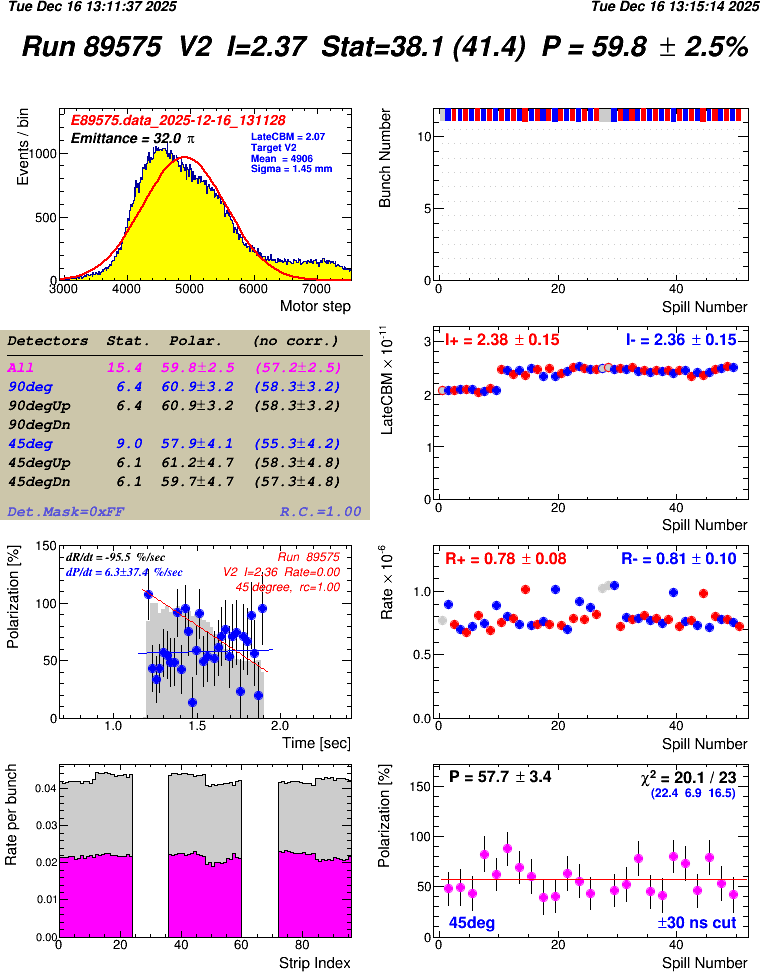 Tue Dec 16 13:11:37 2025
Tue Dec 16 13:15:14 2025
Run 89575 V2 I=2.37 Stat=38.1 (41.4) P = 59.8 ± 2.5%
Events / bin
E89575.data_2025-12-16_131128
Emittance = 32.0 π
LateCBM = 2.07
Target V2
Mean = 4906
Sigma = 1.45 mm
1000
500
0
3000 4000 5000 6000 7000
Motor step
Bunch Number
10
5
0
0 20 40
Spill Number
Detectors Stat. Polar. (no corr.)
All 15.4 59.8±2.5 (57.2±2.5)
90deg 6.4 60.9±3.2 (58.3±3.2)
90degUp 6.4 60.9±3.2 (58.3±3.2)
90degDn
45deg 9.0 57.9±4.1 (55.3±4.2)
45degUp 6.1 61.2±4.7 (58.3±4.8)
45degDn 6.1 59.7±4.7 (57.3±4.8)
Det.Mask=0xFF R.C.=1.00
LateCBM × 10⁻¹¹
I+ = 2.38 ± 0.15 I- = 2.36 ± 0.15
3
2
1
0
0 20 40
Spill Number
Polarization [%]
dR/dt = -95.5 %/sec
dP/dt = 6.3±37.4 %/sec
Run 89575
V2 I=2.36 Rate=0.00
45 degree, rc=1.00
150
100
50
0
1.0 1.5 2.0
Time [sec]
Rate × 10⁻⁶
R+ = 0.78 ± 0.08 R- = 0.81 ± 0.10
1.0
0.5
0.0
0 20 40
Spill Number
Rate per bunch
0.04
0.03
0.02
0.01
0.00
0 20 40 60 80
Strip Index
Polarization [%]
P = 57.7 ± 3.4 χ² = 20.1 / 23
(22.4 6.9 16.5)
150
100
50
0
45deg ±30 ns cut
0 20 40
Spill Number